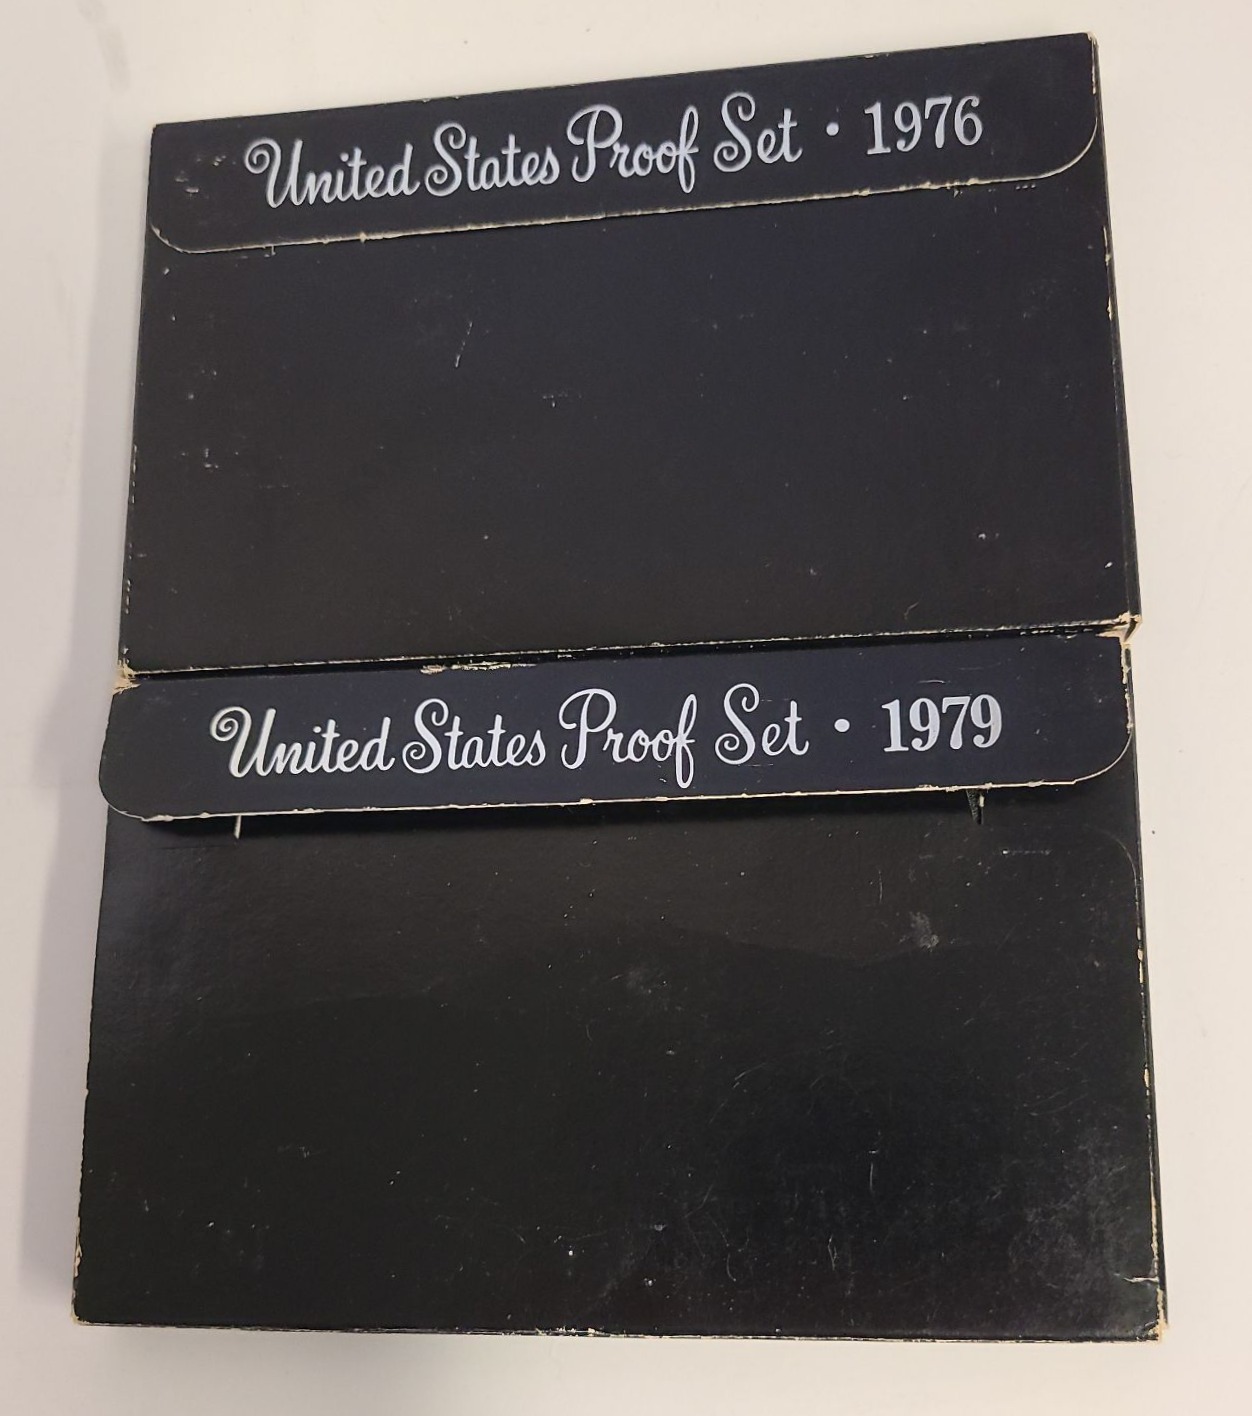 United States Proof Set • 1976
United States Proof Set • 1979